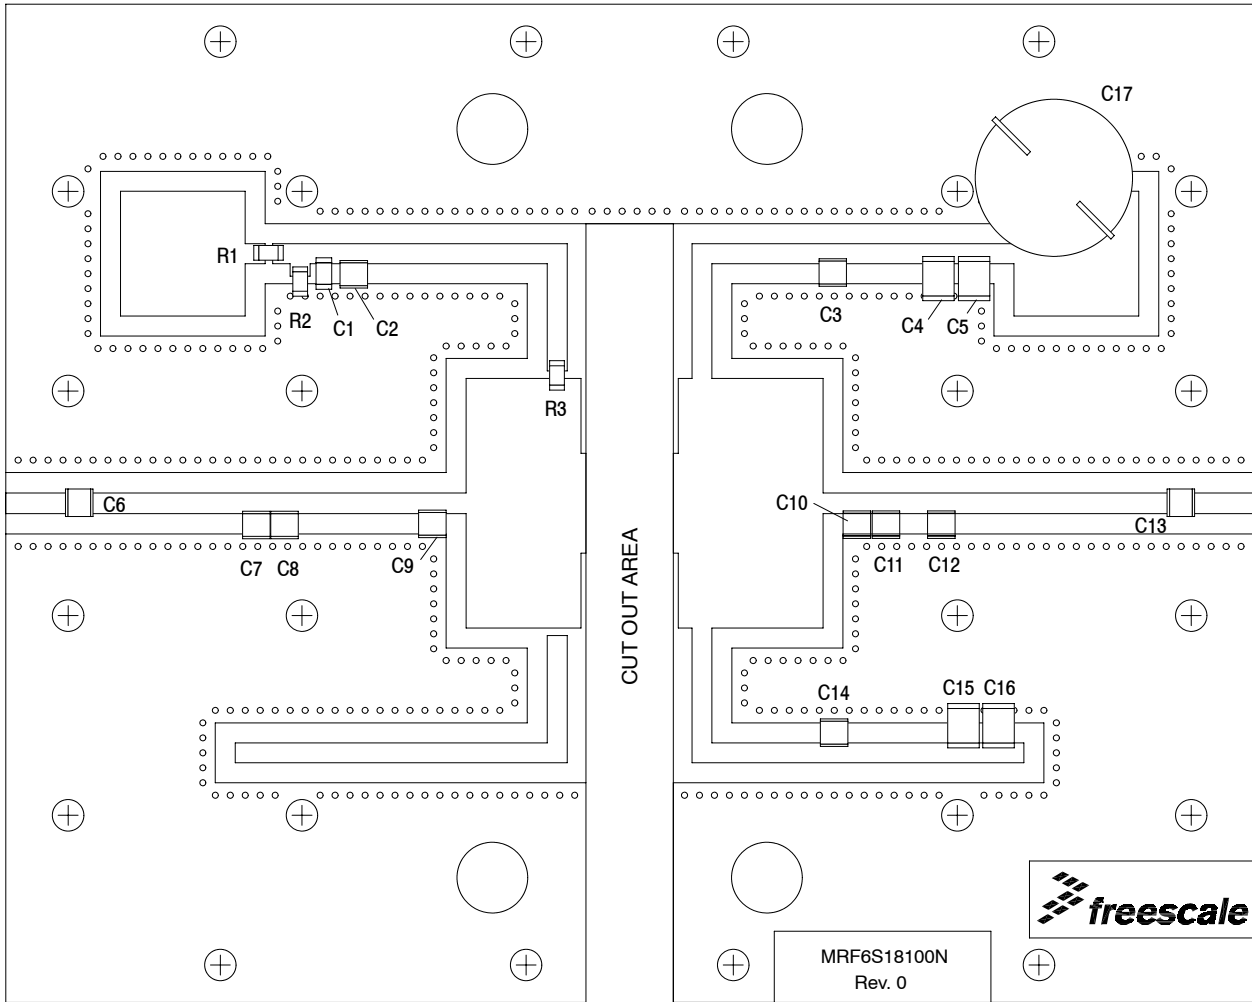 C17
R1
R2
C1
C2
C3
C4
C5
R3
C6
C7
C8
C9
CUT OUT AREA
C10
C11
C12
C13
C14
C15
C16
freescale
MRF6S18100N
Rev. 0